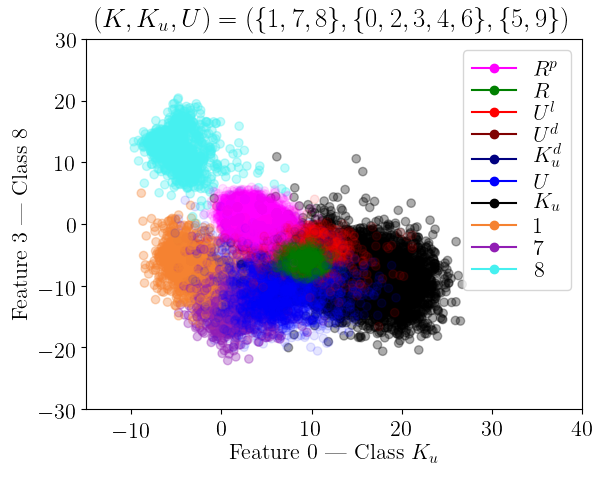 (K, K_u, U) = ({1, 7, 8}, {0, 2, 3, 4, 6}, {5, 9})
30
20
10
0
−10
−20
−30
Feature 3 — Class 8
R^p
R
U^l
U^d
K_u^d
U
K_u
1
7
8
−10
0
10
20
30
40
Feature 0 — Class K_u